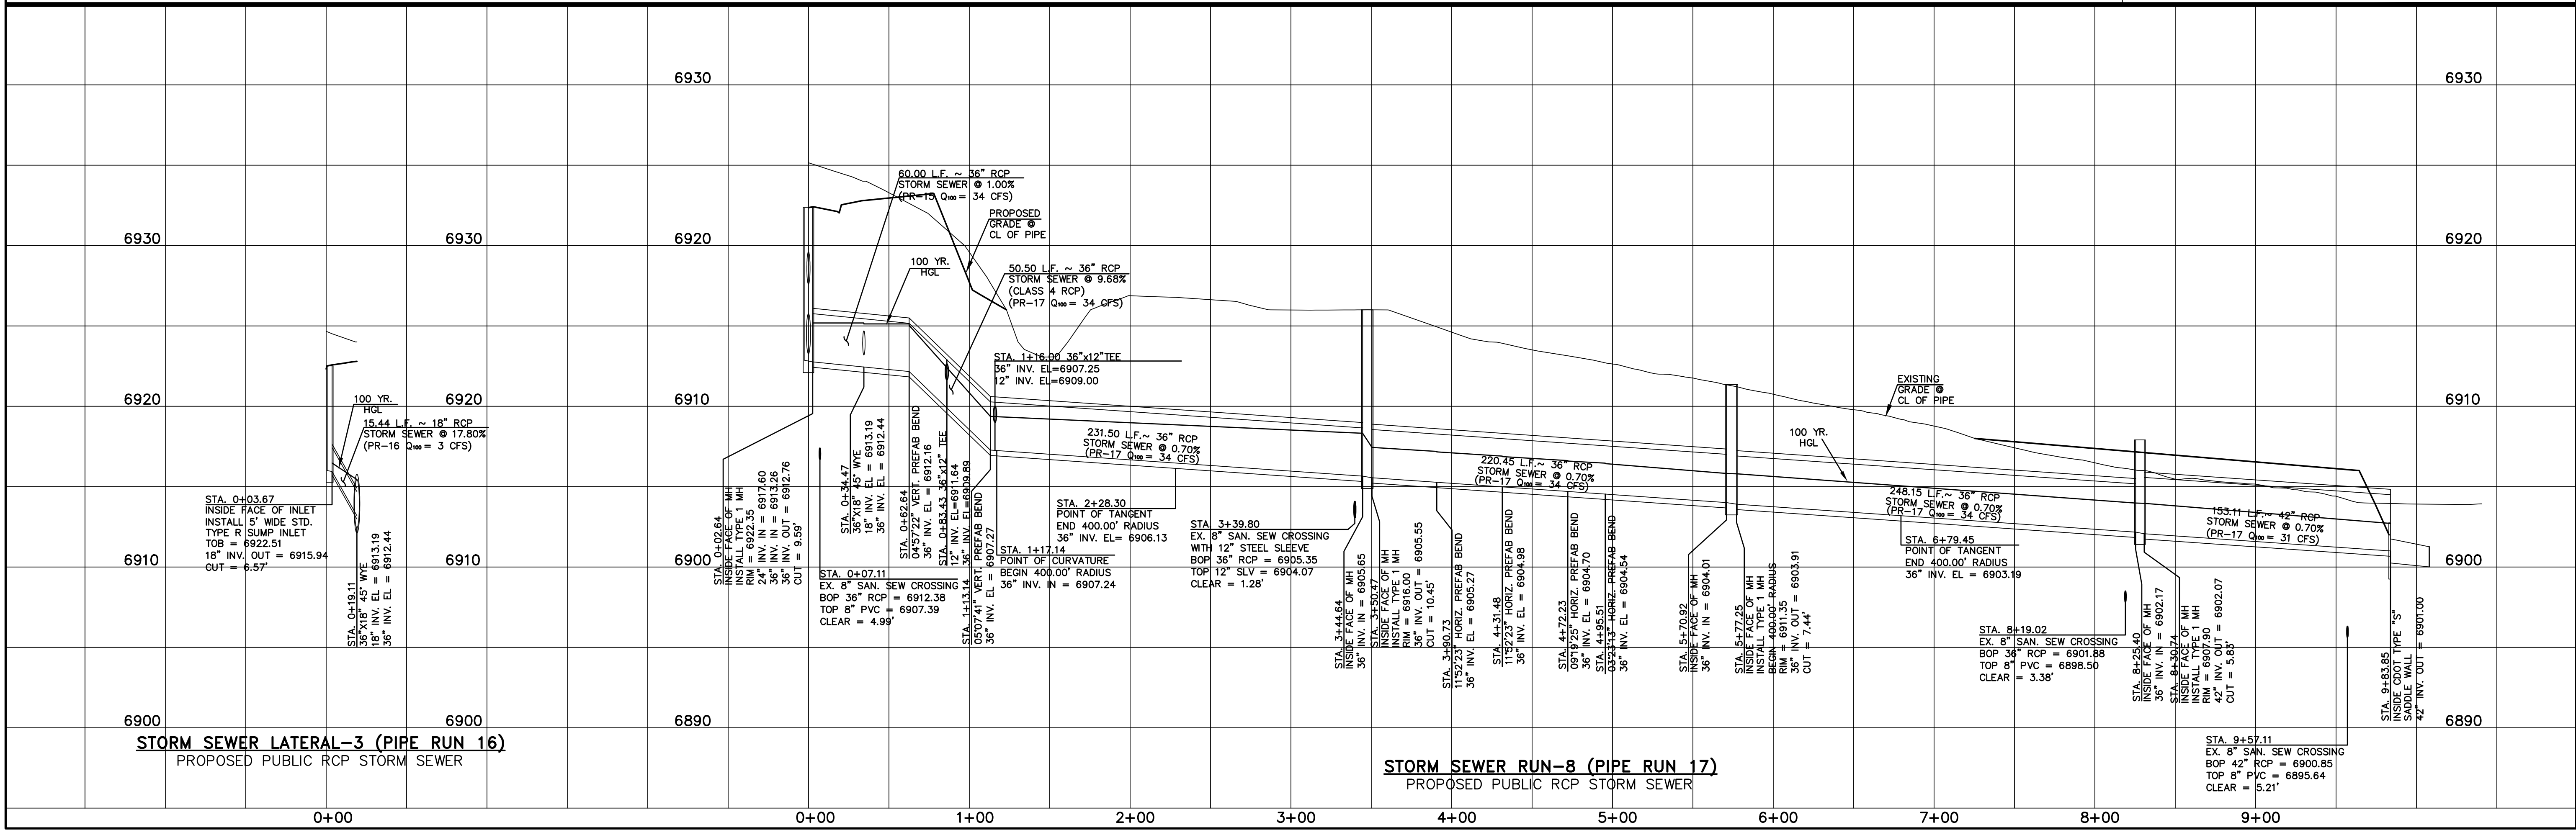 6930
6930
6930
6930
6920
6920
6920
6920
6910
6910
6910
6910
6900
6900
6900
6900
6890
6890
100 YR.
HGL
15.44 L.F. ~ 18" RCP
STORM SEWER @ 17.80%
(PR-16 Q100 = 3 CFS)
STA. 0+03.67
INSIDE FACE OF INLET
INSTALL 5' WIDE STD.
TYPE R SUMP INLET
TOB = 6922.51
18" INV. OUT = 6915.94
CUT = 6.57'
STA. 0+19.11
36"X18" 45° WYE
18" INV. EL = 6913.19
36" INV. EL = 6912.44
STORM SEWER LATERAL-3 (PIPE RUN 16)
PROPOSED PUBLIC RCP STORM SEWER
60.00 L.F. ~ 36" RCP
STORM SEWER @ 1.00%
(PR-15 Q100 = 34 CFS)
PROPOSED
GRADE @
CL OF PIPE
100 YR.
HGL
50.50 L.F. ~ 36" RCP
STORM SEWER @ 9.68%
(CLASS 4 RCP)
(PR-17 Q100 = 34 CFS)
STA. 1+16.00 36"x12"TEE
36" INV. EL=6907.25
12" INV. EL=6909.00
STA. 0+02.64
INSIDE FACE OF MH
INSTALL TYPE 1 MH
RIM = 6922.35
24" INV. IN = 6917.60
36" INV. IN = 6913.26
36" INV. OUT = 6912.76
CUT = 9.59'
STA. 0+07.11
EX. 8" SAN. SEW CROSSING
BOP 36" RCP = 6912.38
TOP 8" PVC = 6907.39
CLEAR = 4.99'
STA. 0+34.47
36"X18" 45° WYE
18" INV. EL = 6913.19
36" INV. EL = 6912.44
STA. 0+62.64
04°57'22" VERT. PREFAB BEND
36" INV. EL = 6912.16
STA. 0+83.43 36"x12" TEE
12" INV. EL=6911.64
36" INV. EL=6909.89
STA. 1+13.14
05°07'41" VERT. PREFAB BEND
36" INV. EL = 6907.27
STA. 1+17.14
POINT OF CURVATURE
BEGIN 400.00' RADIUS
36" INV. IN = 6907.24
231.50 L.F.~ 36" RCP
STORM SEWER @ 0.70%
(PR-17 Q100 = 34 CFS)
STA. 2+28.30
POINT OF TANGENT
END 400.00' RADIUS
36" INV. EL= 6906.13
STA. 3+39.80
EX. 8" SAN. SEW CROSSING
WITH 12" STEEL SLEEVE
BOP 36" RCP = 6905.35
TOP 12" SLV = 6904.07
CLEAR = 1.28'
STA. 3+44.64
INSIDE FACE OF MH
36" INV. IN = 6905.65
STA. 3+50.47
INSIDE FACE OF MH
INSTALL TYPE 1 MH
RIM = 6916.00
36" INV. OUT = 6905.55
CUT = 10.45'
STA. 3+90.73
11°52'23" HORIZ. PREFAB BEND
36" INV. EL = 6905.27
220.45 L.F.~ 36" RCP
STORM SEWER @ 0.70%
(PR-17 Q100 = 34 CFS)
STA. 4+31.48
11°52'23" HORIZ. PREFAB BEND
36" INV. EL = 6904.98
STA. 4+72.23
09°19'25" HORIZ. PREFAB BEND
36" INV. EL = 6904.70
STA. 4+95.51
03°23'13" HORIZ. PREFAB BEND
36" INV. EL = 6904.54
STA. 5+70.92
INSIDE FACE OF MH
36" INV. IN = 6904.01
STA. 5+77.25
INSIDE FACE OF MH
INSTALL TYPE 1 MH
BEGIN 400.00' RADIUS
RIM = 6911.35
36" INV. OUT = 6903.91
CUT = 7.44'
100 YR.
HGL
EXISTING
GRADE @
CL OF PIPE
248.15 L.F.~ 36" RCP
STORM SEWER @ 0.70%
(PR-17 Q100 = 34 CFS)
STA. 6+79.45
POINT OF TANGENT
END 400.00' RADIUS
36" INV. EL = 6903.19
STA. 8+19.02
EX. 8" SAN. SEW CROSSING
BOP 36" RCP = 6901.88
TOP 8" PVC = 6898.50
CLEAR = 3.38'
STA. 8+25.40
INSIDE FACE OF MH
36" INV. IN = 6902.17
STA. 8+30.74
INSIDE FACE OF MH
INSTALL TYPE 1 MH
RIM = 6907.90
42" INV. OUT = 6902.07
CUT = 5.83'
153.11 L.F.~ 42" RCP
STORM SEWER @ 0.70%
(PR-17 Q100 = 31 CFS)
STA. 9+57.11
EX. 8" SAN. SEW CROSSING
BOP 42" RCP = 6900.85
TOP 8" PVC = 6895.64
CLEAR = 5.21'
STA. 9+83.85
INSIDE CDOT TYPE "S"
SADDLE WALL
42" INV. OUT = 6901.00
STORM SEWER RUN-8 (PIPE RUN 17)
PROPOSED PUBLIC RCP STORM SEWER
0+00
0+00
1+00
2+00
3+00
4+00
5+00
6+00
7+00
8+00
9+00